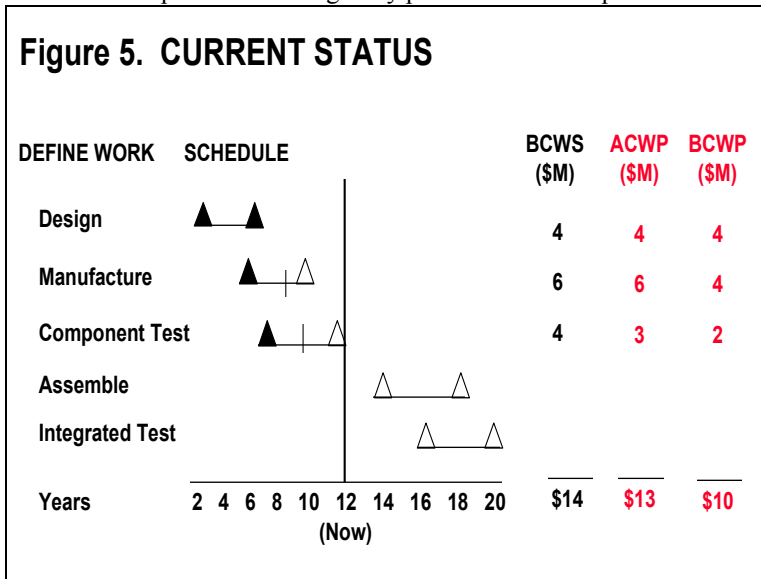 Figure 5. CURRENT STATUS
DEFINE WORK SCHEDULE BCWS ($M) ACWP ($M) BCWP ($M)
Design 4 4 4
Manufacture 6 6 4
Component Test 4 3 2
Assemble
Integrated Test
Years 2 4 6 8 10 12 14 16 18 20 $14 $13 $10
(Now)